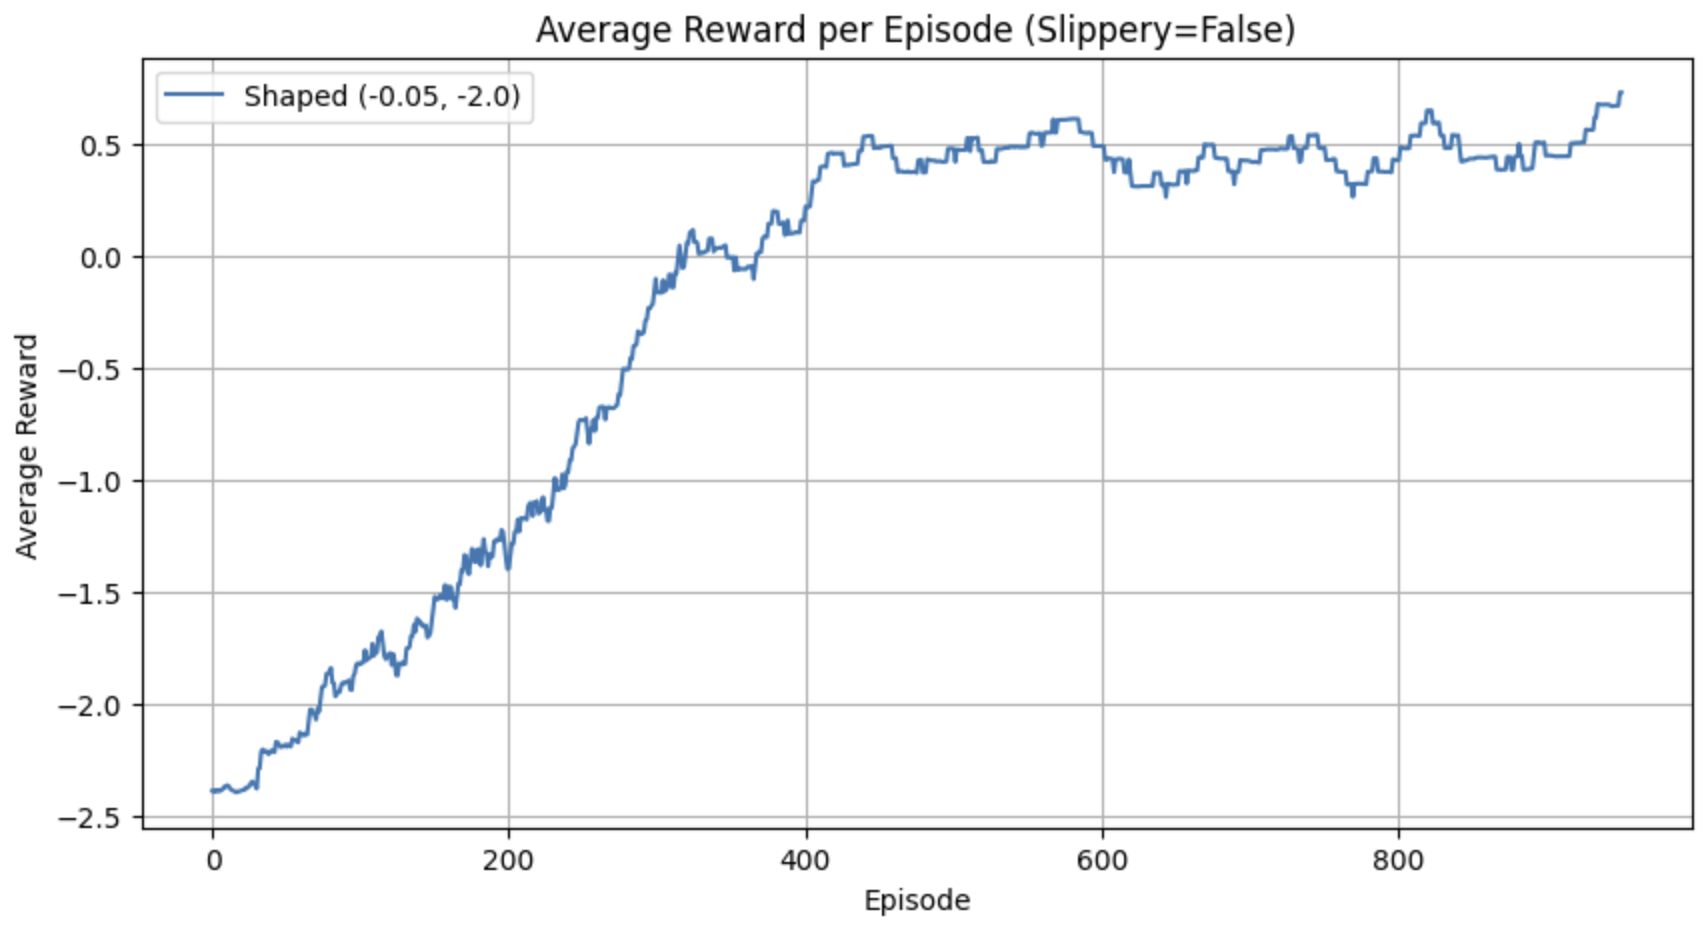 Average Reward per Episode (Slippery=False)
Shaped (-0.05, -2.0)
Average Reward
0.5
0.0
−0.5
−1.0
−1.5
−2.0
−2.5
0 200 400 600 800
Episode